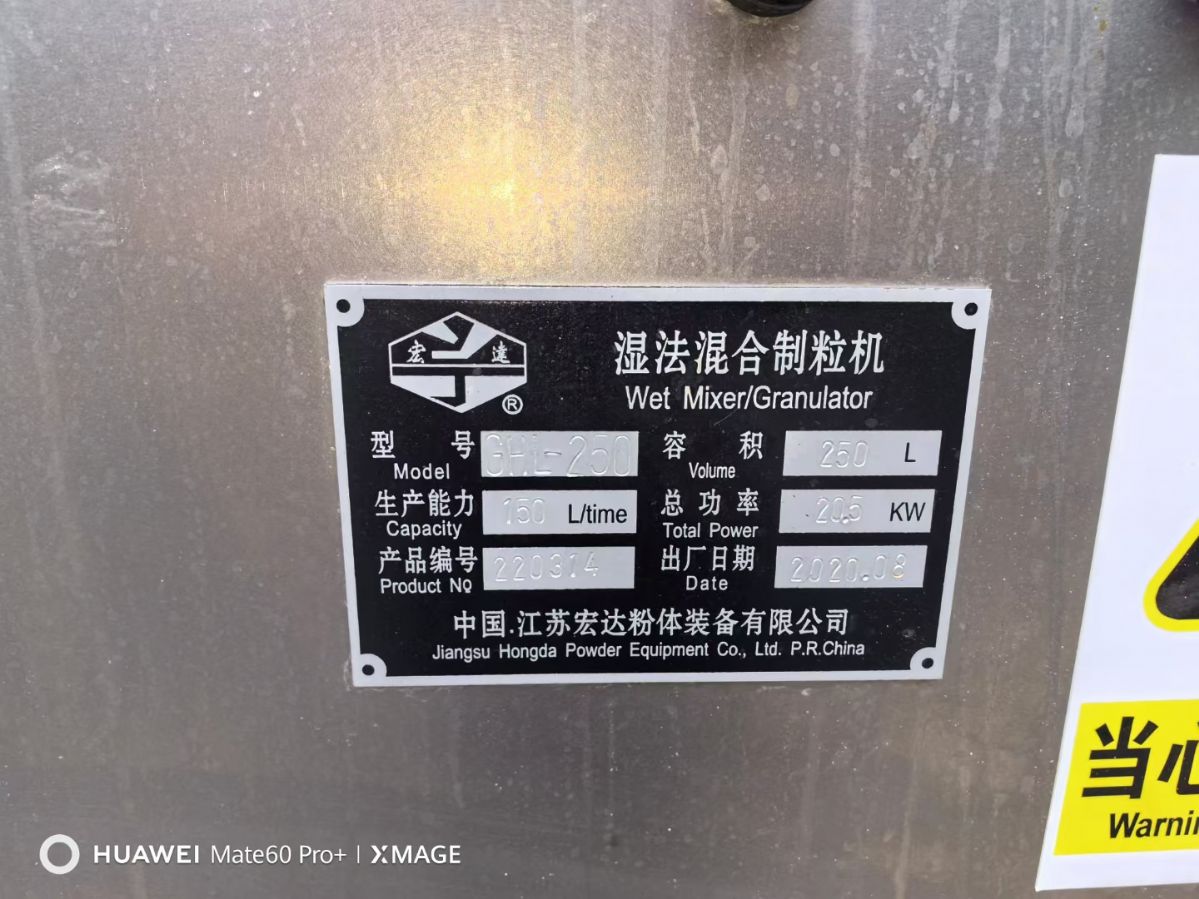 宏达®
湿法混合制粒机
Wet Mixer/Granulator
型号 GHL-250 容积 250 L
Model Volume
生产能力 150 L/time 总功率 20.5 KW
Capacity Total Power
产品编号 220314 出厂日期 2020.08
Product № Date
中国.江苏宏达粉体装备有限公司
Jiangsu Hongda Powder Equipment Co., Ltd. P.R.China
当心
Warnin
HUAWEI Mate60 Pro+ | XMAGE